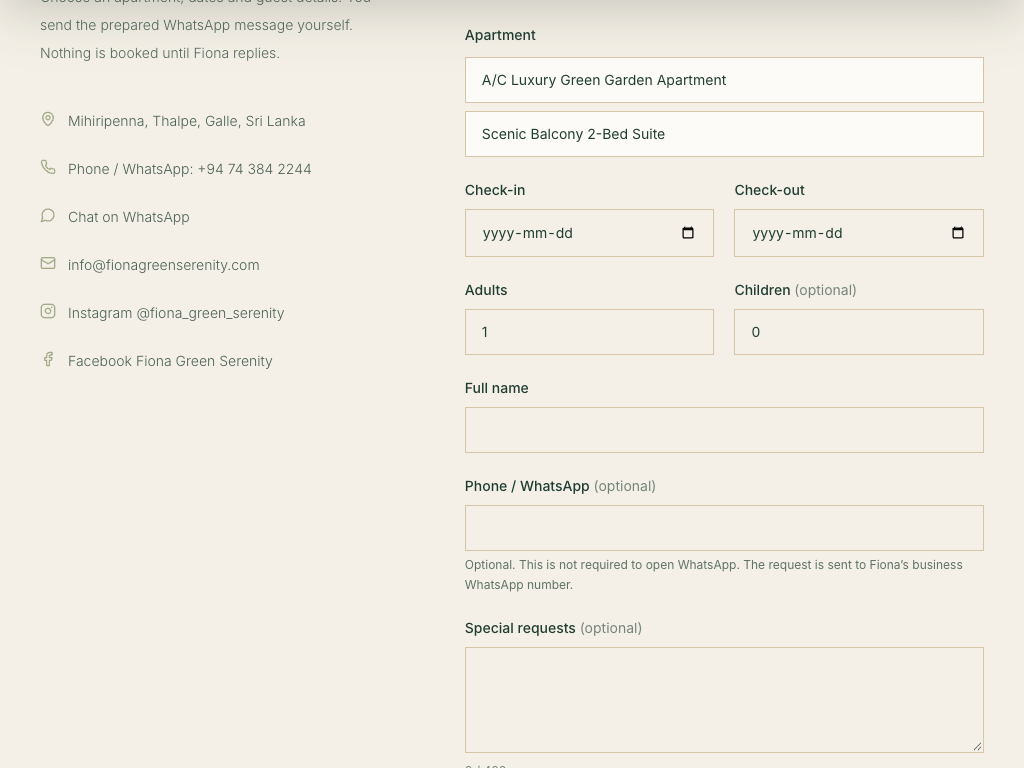 send the prepared WhatsApp message yourself.
Nothing is booked until Fiona replies.
Mihiripenna, Thalpe, Galle, Sri Lanka
Phone / WhatsApp: +94 74 384 2244
Chat on WhatsApp
info@fionagreenserenity.com
Instagram @fiona_green_serenity
Facebook Fiona Green Serenity
Apartment
A/C Luxury Green Garden Apartment
Scenic Balcony 2-Bed Suite
Check-in
Check-out
yyyy-mm-dd
yyyy-mm-dd
Adults
Children (optional)
1
0
Full name
Phone / WhatsApp (optional)
Optional. This is not required to open WhatsApp. The request is sent to Fiona’s business
WhatsApp number.
Special requests (optional)